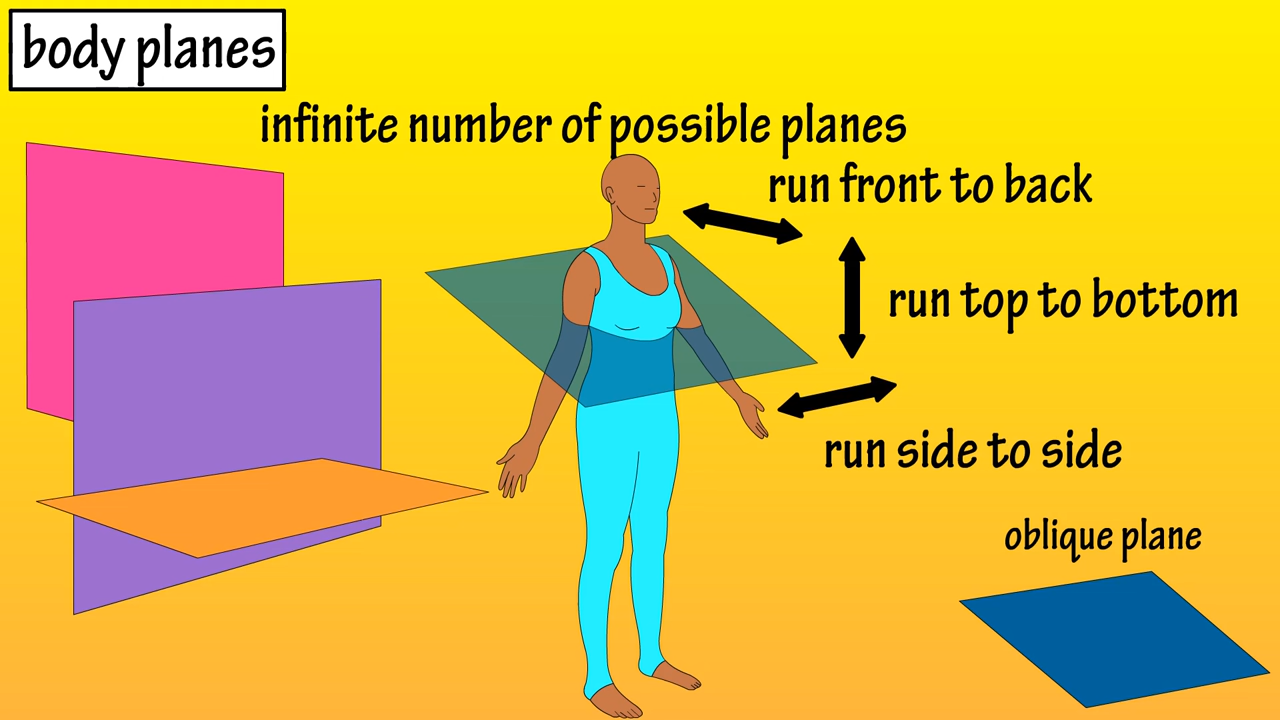 body planes
infinite number of possible planes
run front to back
run top to bottom
run side to side
oblique plane